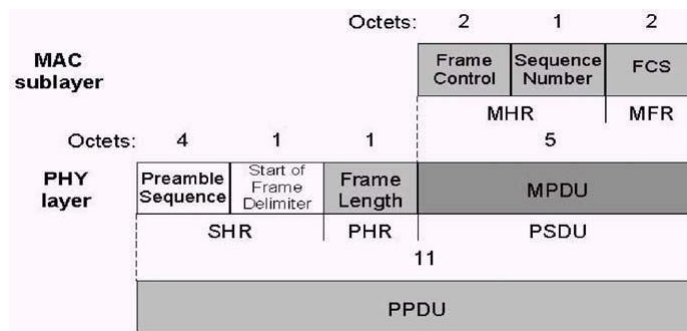 Octets: 2 1 2
MAC sublayer
Frame Control
Sequence Number
FCS
MHR MFR
Octets: 4 1 1 5
PHY layer
Preamble Sequence
Start of Frame Delimiter
Frame Length
MPDU
SHR PHR PSDU
11
PPDU